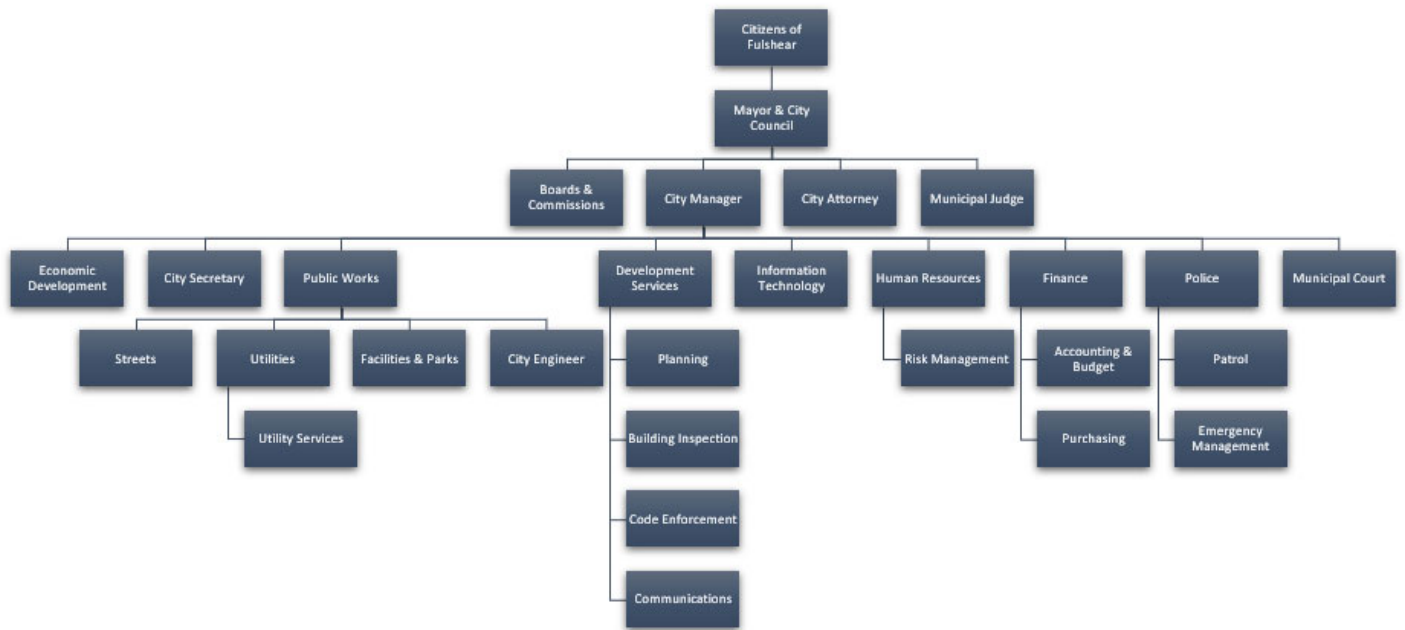 Citizens of
Fulshear
Mayor & City
Council
Boards &
Commissions
City Manager
City Attorney
Municipal Judge
Economic
Development
City Secretary
Public Works
Development
Services
Information
Technology
Human Resources
Finance
Police
Municipal Court
Streets
Utilities
Facilities & Parks
City Engineer
Planning
Risk Management
Accounting &
Budget
Patrol
Utility Services
Building Inspection
Purchasing
Emergency
Management
Code Enforcement
Communications